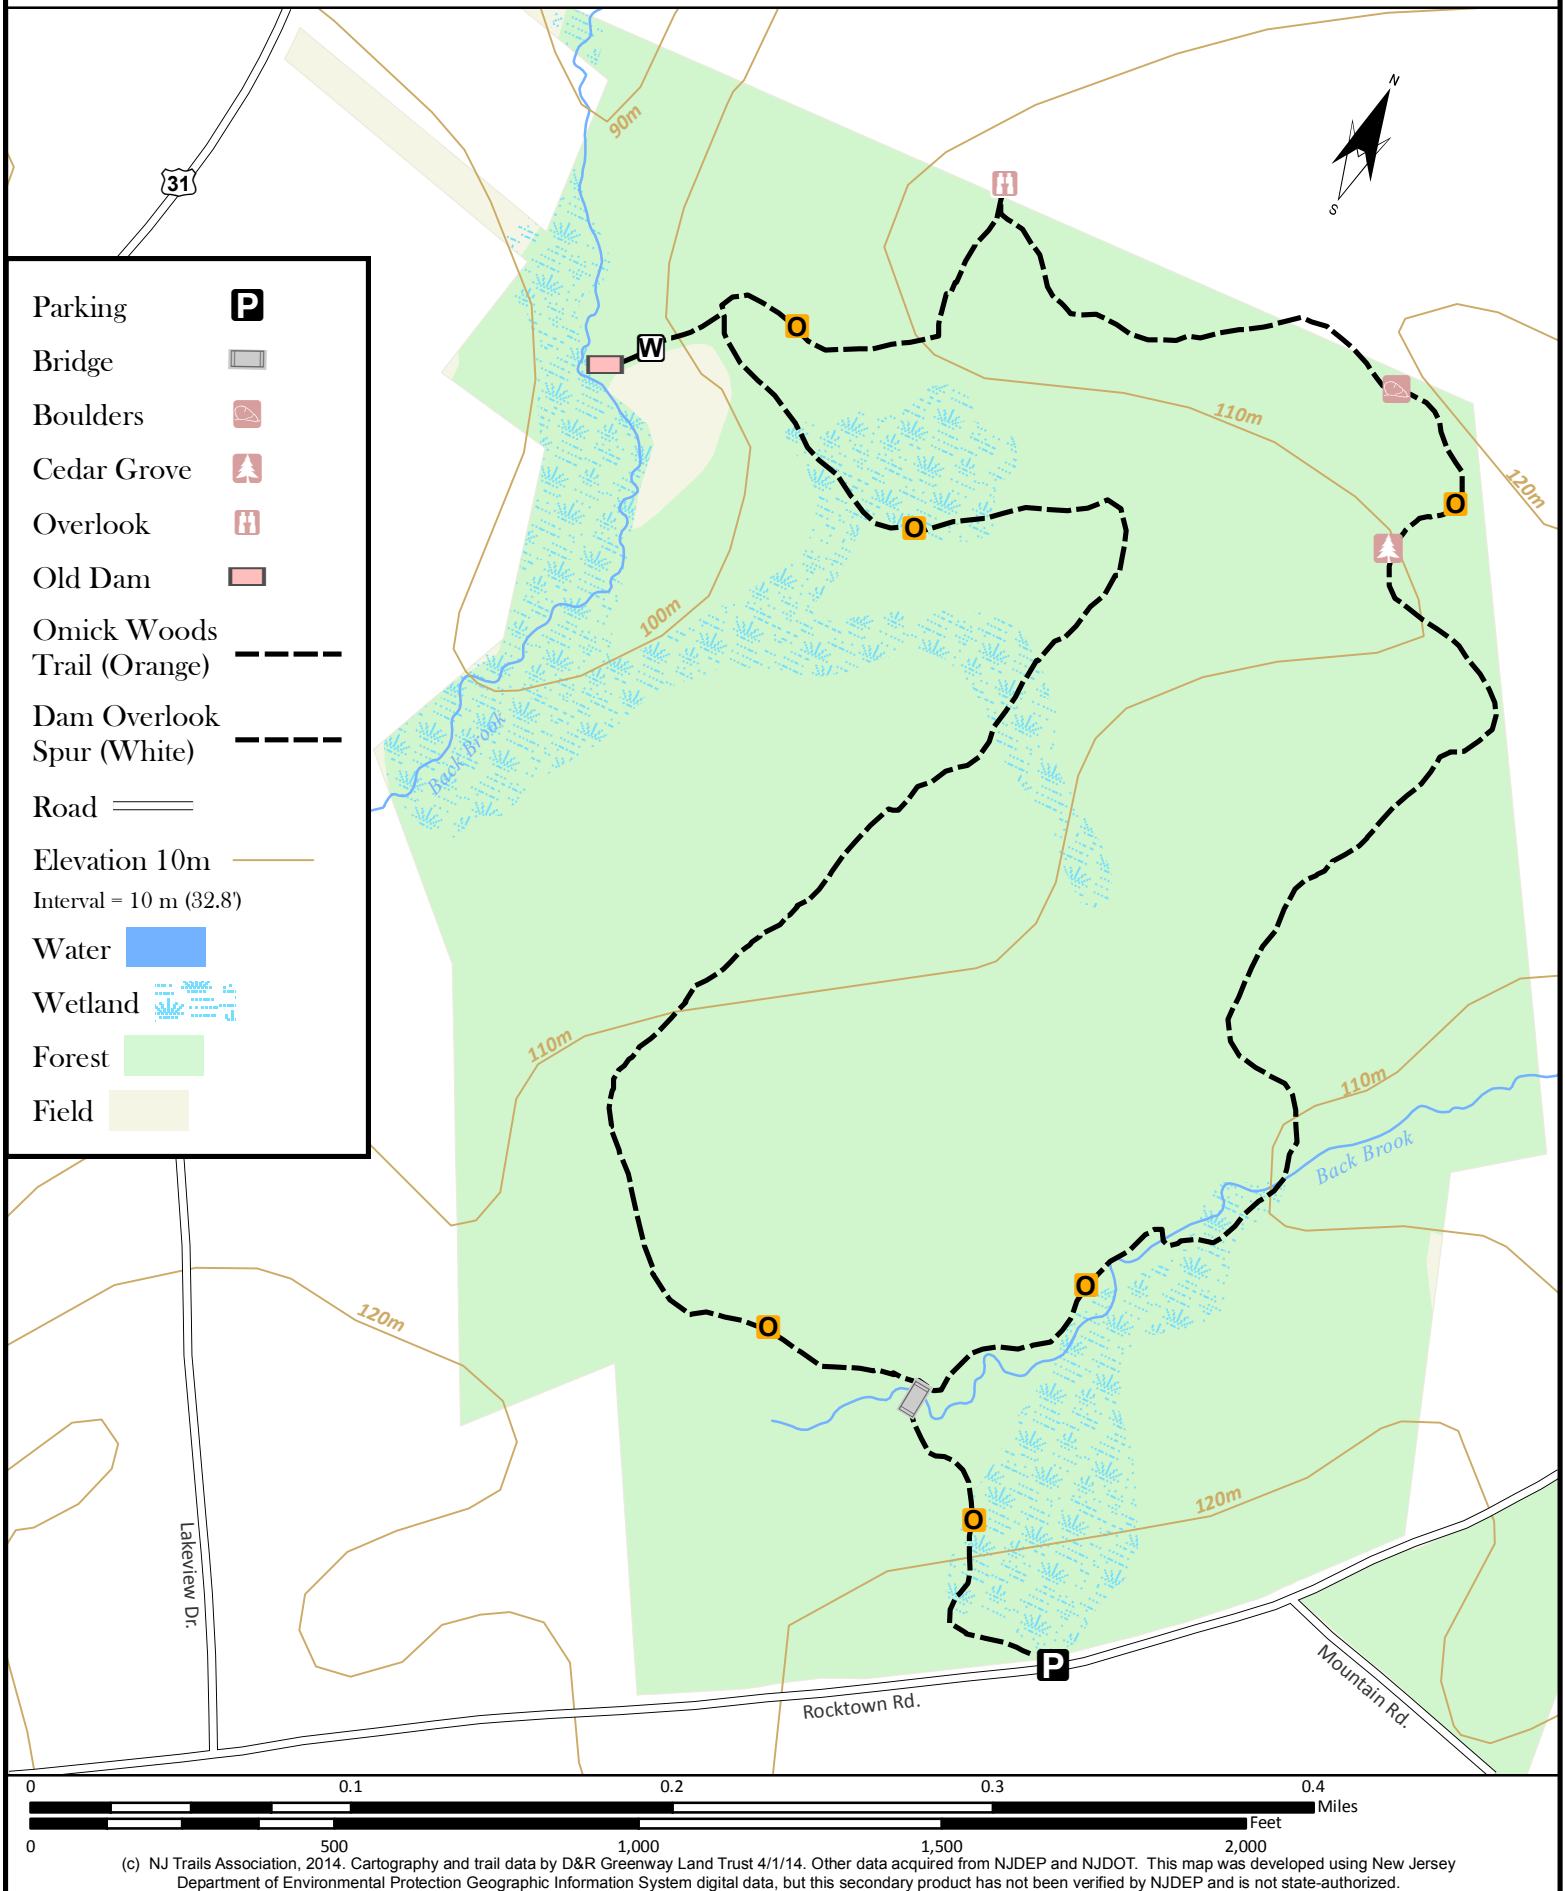 N
S
31
90m
Parking P
Bridge
Boulders
Cedar Grove
Overlook
Old Dam
Omick Woods
Trail (Orange)
Dam Overlook
Spur (White)
Road
Elevation 10m
Interval = 10 m (32.8')
Water
Wetland
Forest
Field
O
W
110m
120m
O
O
100m
Back Brook
110m
110m
Back Brook
O
120m
O
120m
O
Lakeview Dr.
P
Rocktown Rd.
Mountain Rd.
0 0.1 0.2 0.3 0.4
Miles
Feet
0 500 1,000 1,500 2,000
(c) NJ Trails Association, 2014. Cartography and trail data by D&R Greenway Land Trust 4/1/14. Other data acquired from NJDEP and NJDOT. This map was developed using New Jersey
Department of Environmental Protection Geographic Information System digital data, but this secondary product has not been verified by NJDEP and is not state-authorized.